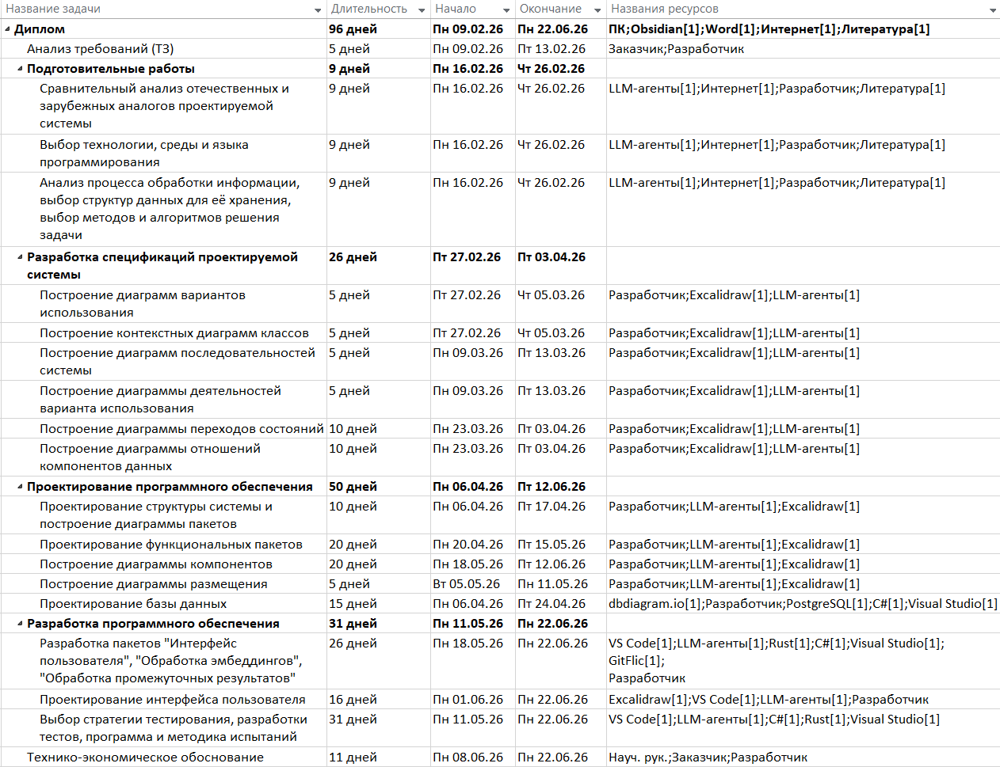 Название задачи Длительность Начало Окончание Названия ресурсов
Диплом 96 дней Пн 09.02.26 Пн 22.06.26 ПК;Obsidian[1];Word[1];Интернет[1];Литература[1]
Анализ требований (ТЗ) 5 дней Пн 09.02.26 Пт 13.02.26 Заказчик;Разработчик
Подготовительные работы 9 дней Пн 16.02.26 Чт 26.02.26
Сравнительный анализ отечественных и 9 дней Пн 16.02.26 Чт 26.02.26 LLM-агенты[1];Интернет[1];Разработчик;Литература[1]
зарубежных аналогов проектируемой
системы
Выбор технологии, среды и языка 9 дней Пн 16.02.26 Чт 26.02.26 LLM-агенты[1];Интернет[1];Разработчик;Литература[1]
программирования
Анализ процесса обработки информации, 9 дней Пн 16.02.26 Чт 26.02.26 LLM-агенты[1];Интернет[1];Разработчик;Литература[1]
выбор структур данных для её хранения,
выбор методов и алгоритмов решения
задачи
Разработка спецификаций проектируемой 26 дней Пт 27.02.26 Пт 03.04.26
системы
Построение диаграмм вариантов 5 дней Пт 27.02.26 Чт 05.03.26 Разработчик;Excalidraw[1];LLM-агенты[1]
использования
Построение контекстных диаграмм классов 5 дней Пт 27.02.26 Чт 05.03.26 Разработчик;Excalidraw[1];LLM-агенты[1]
Построение диаграмм последовательностей 5 дней Пн 09.03.26 Пт 13.03.26 Разработчик;Excalidraw[1];LLM-агенты[1]
системы
Построение диаграммы деятельностей 5 дней Пн 09.03.26 Пт 13.03.26 Разработчик;Excalidraw[1];LLM-агенты[1]
варианта использования
Построение диаграммы переходов состояний 10 дней Пн 23.03.26 Пт 03.04.26 Разработчик;Excalidraw[1];LLM-агенты[1]
Построение диаграммы отношений 10 дней Пн 23.03.26 Пт 03.04.26 Разработчик;Excalidraw[1];LLM-агенты[1]
компонентов данных
Проектирование программного обеспечения 50 дней Пн 06.04.26 Пт 12.06.26
Проектирование структуры системы и 10 дней Пн 06.04.26 Пт 17.04.26 Разработчик;LLM-агенты[1];Excalidraw[1]
построение диаграммы пакетов
Проектирование функциональных пакетов 20 дней Пн 20.04.26 Пт 15.05.26 Разработчик;LLM-агенты[1];Excalidraw[1]
Построение диаграммы компонентов 20 дней Пн 18.05.26 Пт 12.06.26 Разработчик;LLM-агенты[1];Excalidraw[1]
Построение диаграммы размещения 5 дней Вт 05.05.26 Пн 11.05.26 Разработчик;LLM-агенты[1];Excalidraw[1]
Проектирование базы данных 15 дней Пн 06.04.26 Пт 24.04.26 dbdiagram.io[1];Разработчик;PostgreSQL[1];C#[1];Visual Studio[1]
Разработка программного обеспечения 31 дней Пн 11.05.26 Пн 22.06.26
Разработка пакетов "Интерфейс 26 дней Пн 18.05.26 Пн 22.06.26 VS Code[1];LLM-агенты[1];Rust[1];C#[1];Visual Studio[1];
пользователя", "Обработка эмбеддингов", GitFlic[1];
"Обработка промежуточных результатов" Разработчик
Проектирование интерфейса пользователя 16 дней Пн 01.06.26 Пн 22.06.26 Excalidraw[1];VS Code[1];LLM-агенты[1];Разработчик
Выбор стратегии тестирования, разработки 31 дней Пн 11.05.26 Пн 22.06.26 VS Code[1];LLM-агенты[1];C#[1];Rust[1];Visual Studio[1]
тестов, программа и методика испытаний
Технико-экономическое обоснование 11 дней Пн 08.06.26 Пн 22.06.26 Науч. рук.;Заказчик;Разработчик